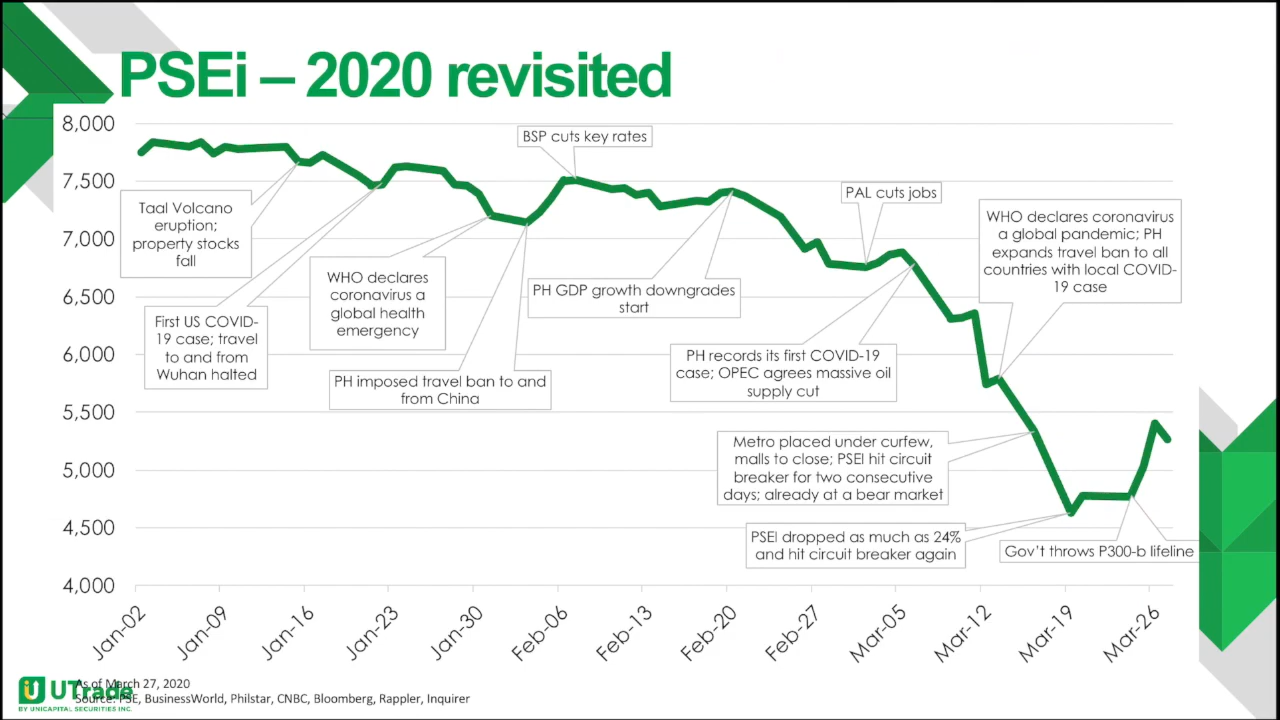 PSEi – 2020 revisited
8,000
7,500
7,000
6,500
6,000
5,500
5,000
4,500
4,000
BSP cuts key rates
Taal Volcano
eruption;
property stocks
fall
PAL cuts jobs
WHO declares coronavirus
a global pandemic; PH
expands travel ban to all
countries with local COVID-
19 case
WHO declares
coronavirus a
global health
emergency
PH GDP growth downgrades
start
First US COVID-
19 case; travel
to and from
Wuhan halted
PH imposed travel ban to and
from China
PH records its first COVID-19
case; OPEC agrees massive oil
supply cut
Metro placed under curfew,
malls to close; PSEI hit circuit
breaker for two consecutive
days; already at a bear market
PSEI dropped as much as 24%
and hit circuit breaker again
Gov't throws P300-b lifeline
Jan-02
Jan-09
Jan-16
Jan-23
Jan-30
Feb-06
Feb-13
Feb-20
Feb-27
Mar-05
Mar-12
Mar-19
Mar-26
As of March 27, 2020
Source: PSE, BusinessWorld, Philstar, CNBC, Bloomberg, Rappler, Inquirer
UTrade
BY UNICAPITAL SECURITIES INC.